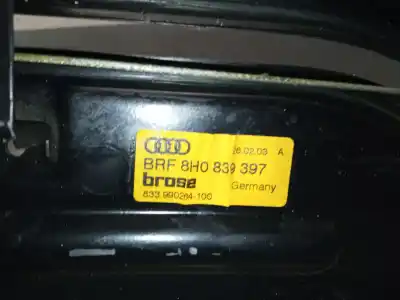 26.02.03 A
BRF 8H0 839 397
brose Germany
833.990284-100